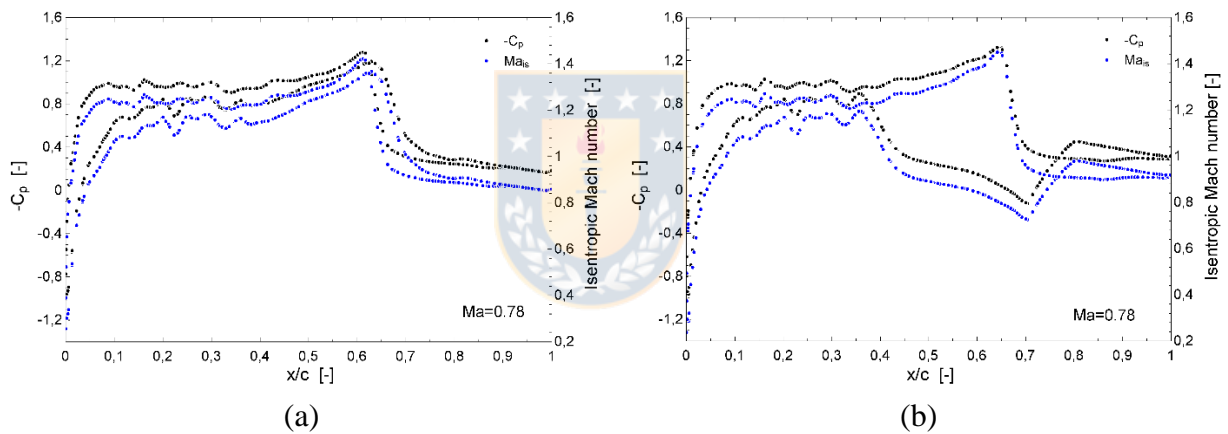 1,6
1,2
0,8
0,4
0
-0,4
-0,8
-1,2
-Cp [-]
-Cp
Mais
Ma=0.78
1,6
1,4
1,2
1
0,8
0,6
0,4
0,2
Isentropic Mach number [-]
0 0,1 0,2 0,3 0,4 0,5 0,6 0,7 0,8 0,9 1
x/c [-]
(a)
1,6
1,2
0,8
0,4
0
-0,4
-0,8
-1,2
-Cp [-]
-Cp
Mais
Ma=0.78
1,6
1,4
1,2
1
0,8
0,6
0,4
0,2
Isentropic Mach number [-]
0 0,1 0,2 0,3 0,4 0,5 0,6 0,7 0,8 0,9 1
x/c [-]
(b)